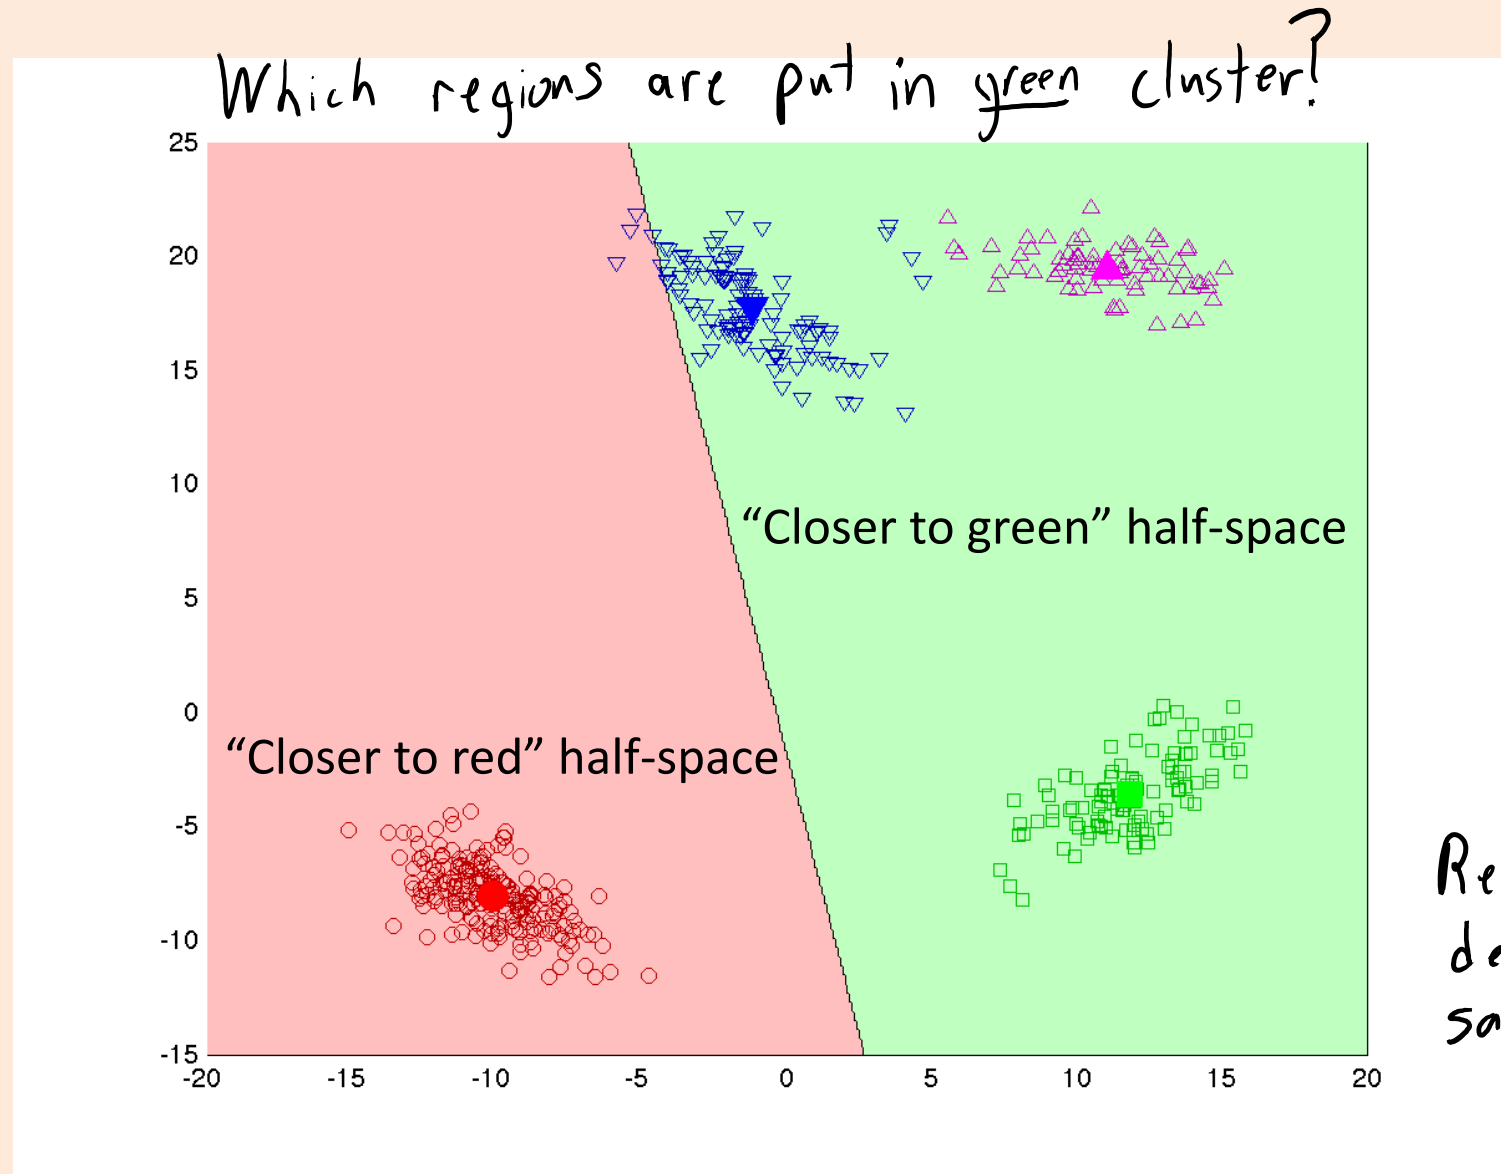 Which regions are put in green cluster?
25
20
15
10
“Closer to green” half-space
5
0
“Closer to red” half-space
-5
-10
-15
-20 -15 -10 -5 0 5 10 15 20